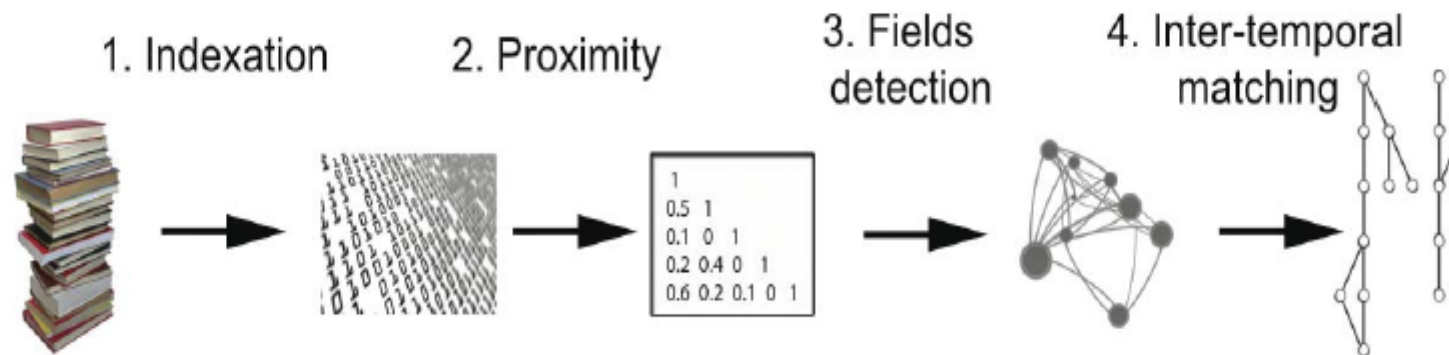 1. Indexation
2. Proximity
3. Fields
detection
4. Inter-temporal
matching
1
0.5 1
0.1 0 1
0.2 0.4 0 1
0.6 0.2 0.1 0 1